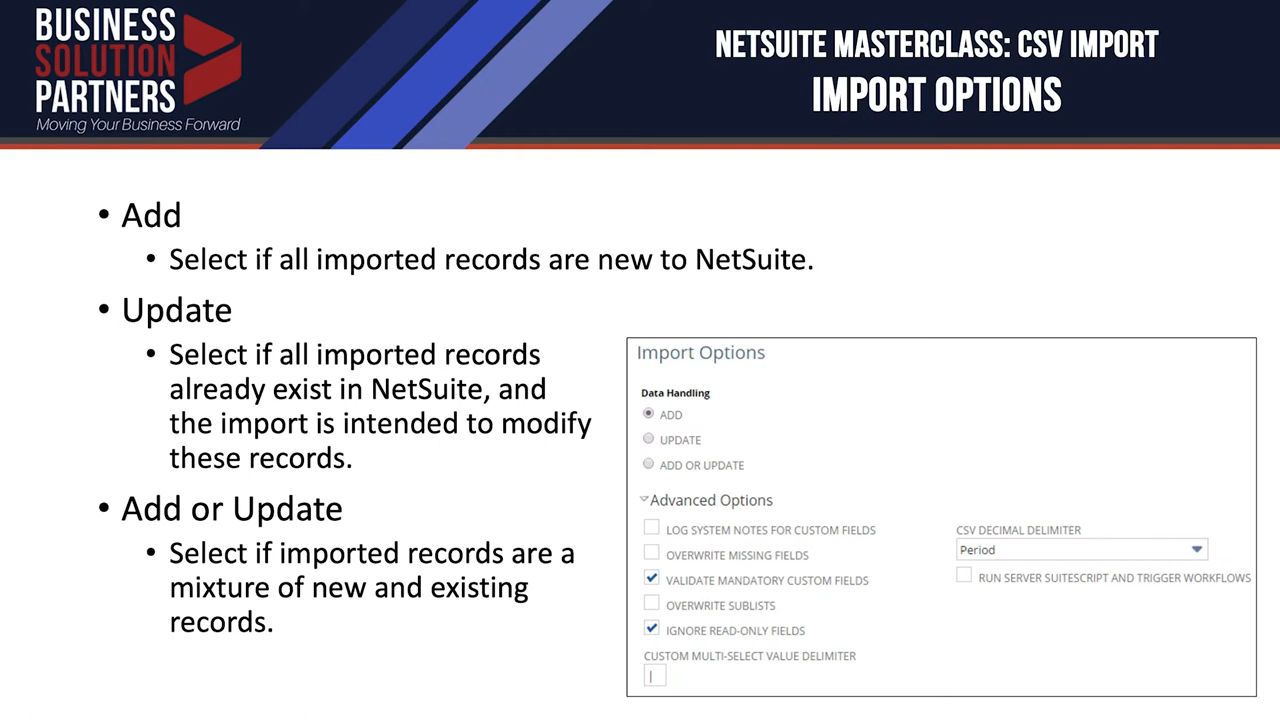 BUSINESS
SOLUTION
PARTNERS
Moving Your Business Forward
NETSUITE MASTERCLASS: CSV IMPORT
IMPORT OPTIONS
• Add
• Select if all imported records are new to NetSuite.
• Update
• Select if all imported records
already exist in NetSuite, and
the import is intended to modify
these records.
• Add or Update
• Select if imported records are a
mixture of new and existing
records.
Import Options
Data Handling
ADD
UPDATE
ADD OR UPDATE
Advanced Options
LOG SYSTEM NOTES FOR CUSTOM FIELDS
OVERWRITE MISSING FIELDS
VALIDATE MANDATORY CUSTOM FIELDS
OVERWRITE SUBLISTS
IGNORE READ-ONLY FIELDS
CUSTOM MULTI-SELECT VALUE DELIMITER
|
CSV DECIMAL DELIMITER
Period
RUN SERVER SUITESCRIPT AND TRIGGER WORKFLOWS